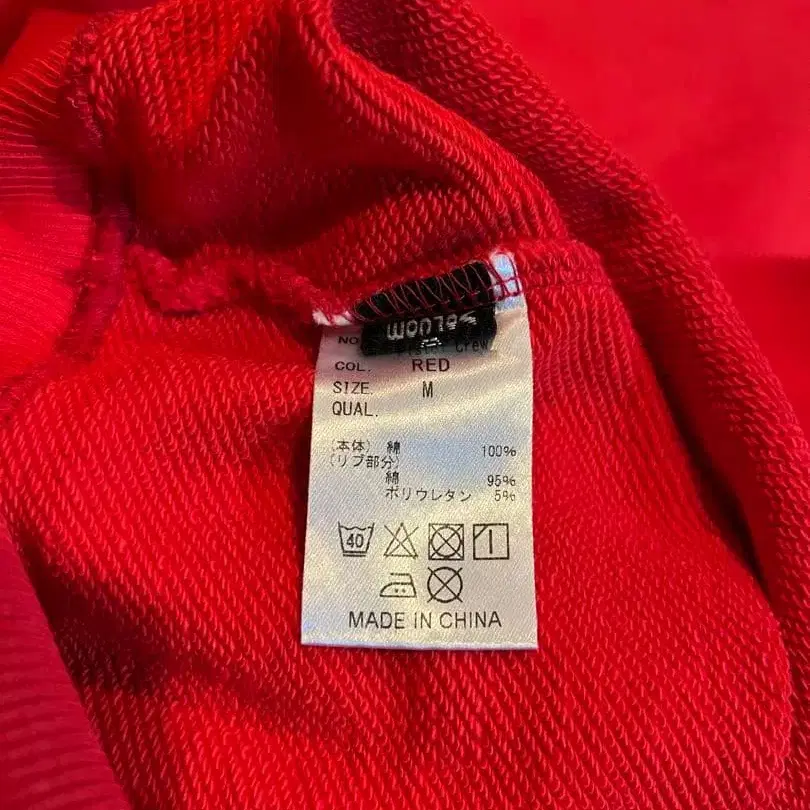 NO
Crew
COL. RED
SIZE. M
QUAL.
(本体) 綿 100%
(リブ部分)
綿 95%
ポリウレタン 5%
40
MADE IN CHINA